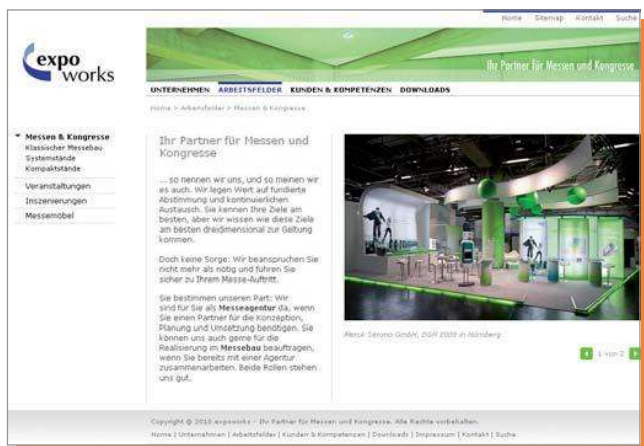 Home Sitemap Kontakt Suche
expo
works
Ihr Partner für Messen und Kongresse
UNTERNEHMEN ARBEITSFELDER KUNDEN & KOMPETENZEN DOWNLOADS
Home > Arbeitsfelder > Messen & Kongresse
Messen & Kongresse
Klassischer Messebau
Systemstände
Kompaktstände
Veranstaltungen
Inszenierungen
Messemöbel
Ihr Partner für Messen und
Kongresse
... so nennen wir uns, und so meinen wir
es auch. Wir legen Wert auf fundierte
Abstimmung und kontinuierlichen
Austausch. Sie kennen Ihre Ziele am
besten, aber wir wissen wie diese Ziele
am besten dreidimensional zur Geltung
kommen.
Doch keine Sorge: Wir beanspruchen Sie
nicht mehr als nötig und führen Sie
sicher zu Ihrem Messe-Auftritt.
Sie bestimmen unseren Part: Wir
sind für Sie als Messeagentur da, wenn
Sie einen Partner für die Konzeption,
Planung und Umsetzung benötigen. Sie
können uns auch gerne für die
Realisierung im Messebau beauftragen,
wenn Sie bereits mit einer Agentur
zusammenarbeiten. Beide Rollen stehen
uns gut.
Merck Serono GmbH, DGN 2009 in Nürnberg
1 von 2
Copyright @ 2010 expoworks - Ihr Partner für Messen und Kongresse. Alle Rechte vorbehalten.
Home | Unternehmen | Arbeitsfelder | Kunden & Kompetenzen | Downloads | Impressum | Kontakt | Suche